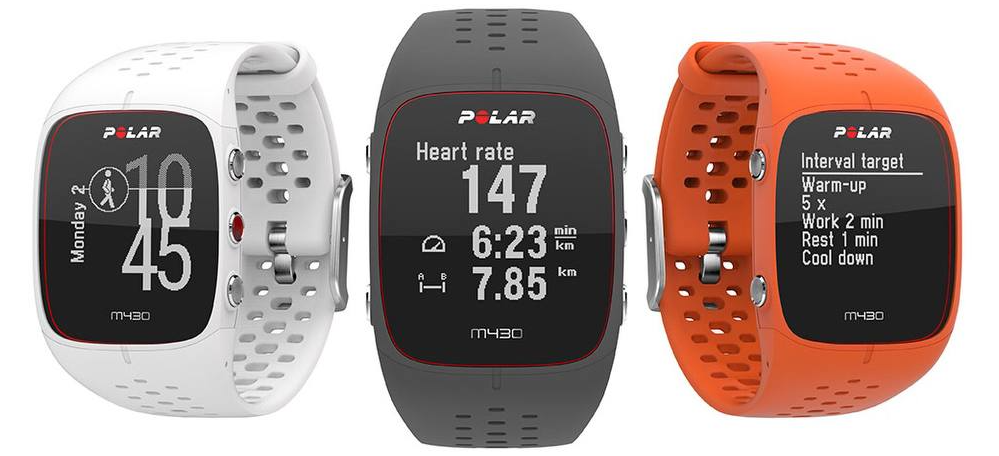 POLAR
Monday 2
10
45
M430
POLAR
Heart rate
147
6:23 min/km
A B
7.85 km
M430
POLAR
Interval target
Warm-up
5 x
Work 2 min
Rest 1 min
Cool down
M430